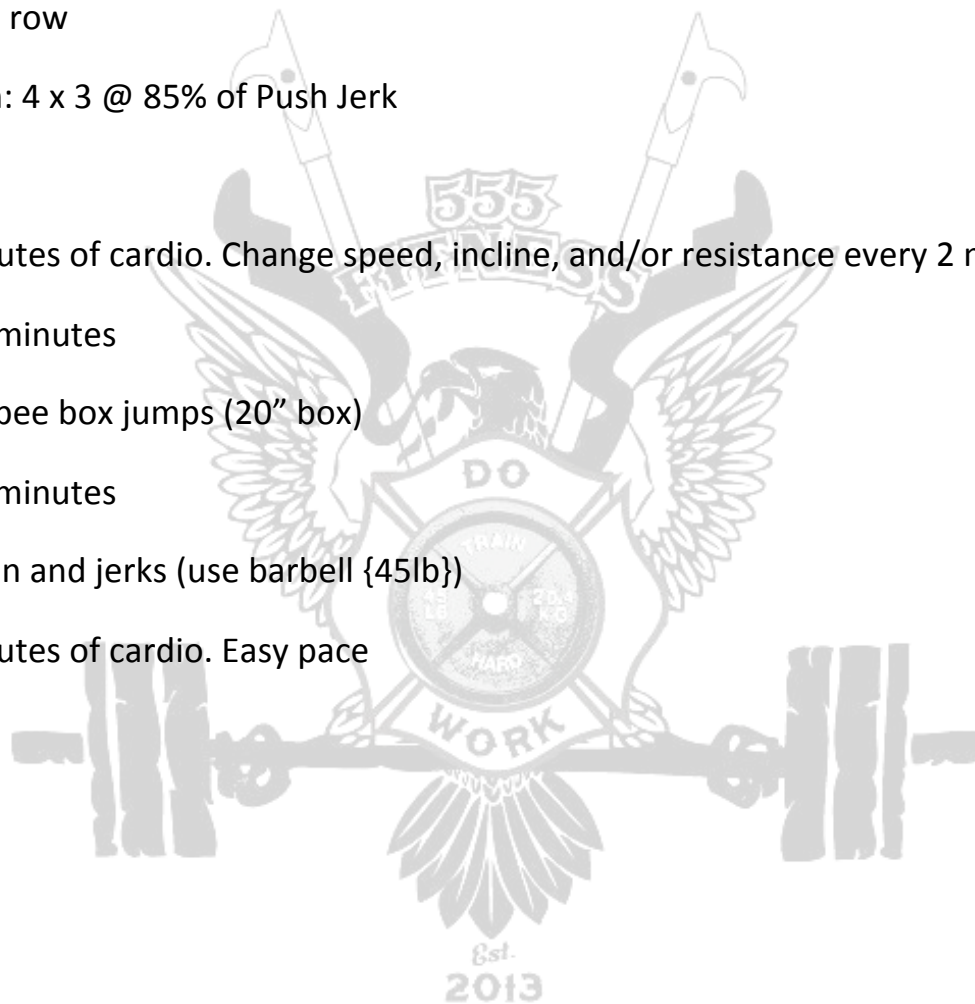 row
: 4 x 3 @ 85% of Push Jerk
555
FITNESS
utes of cardio. Change speed, incline, and/or resistance every 2
minutes
pee box jumps (20” box)
DO
minutes
TRAIN
n and jerks (use barbell {45lb})
45
LB
20.4
KG
HARD
utes of cardio. Easy pace
WORK
Est.
2013